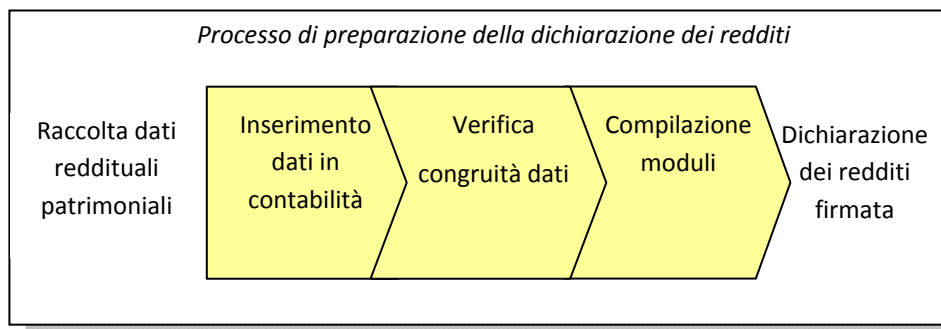 Processo di preparazione della dichiarazione dei redditi
Raccolta dati
reddituali
patrimoniali
Inserimento
dati in
contabilità
Verifica
congruità dati
Compilazione
moduli
Dichiarazione
dei redditi
firmata